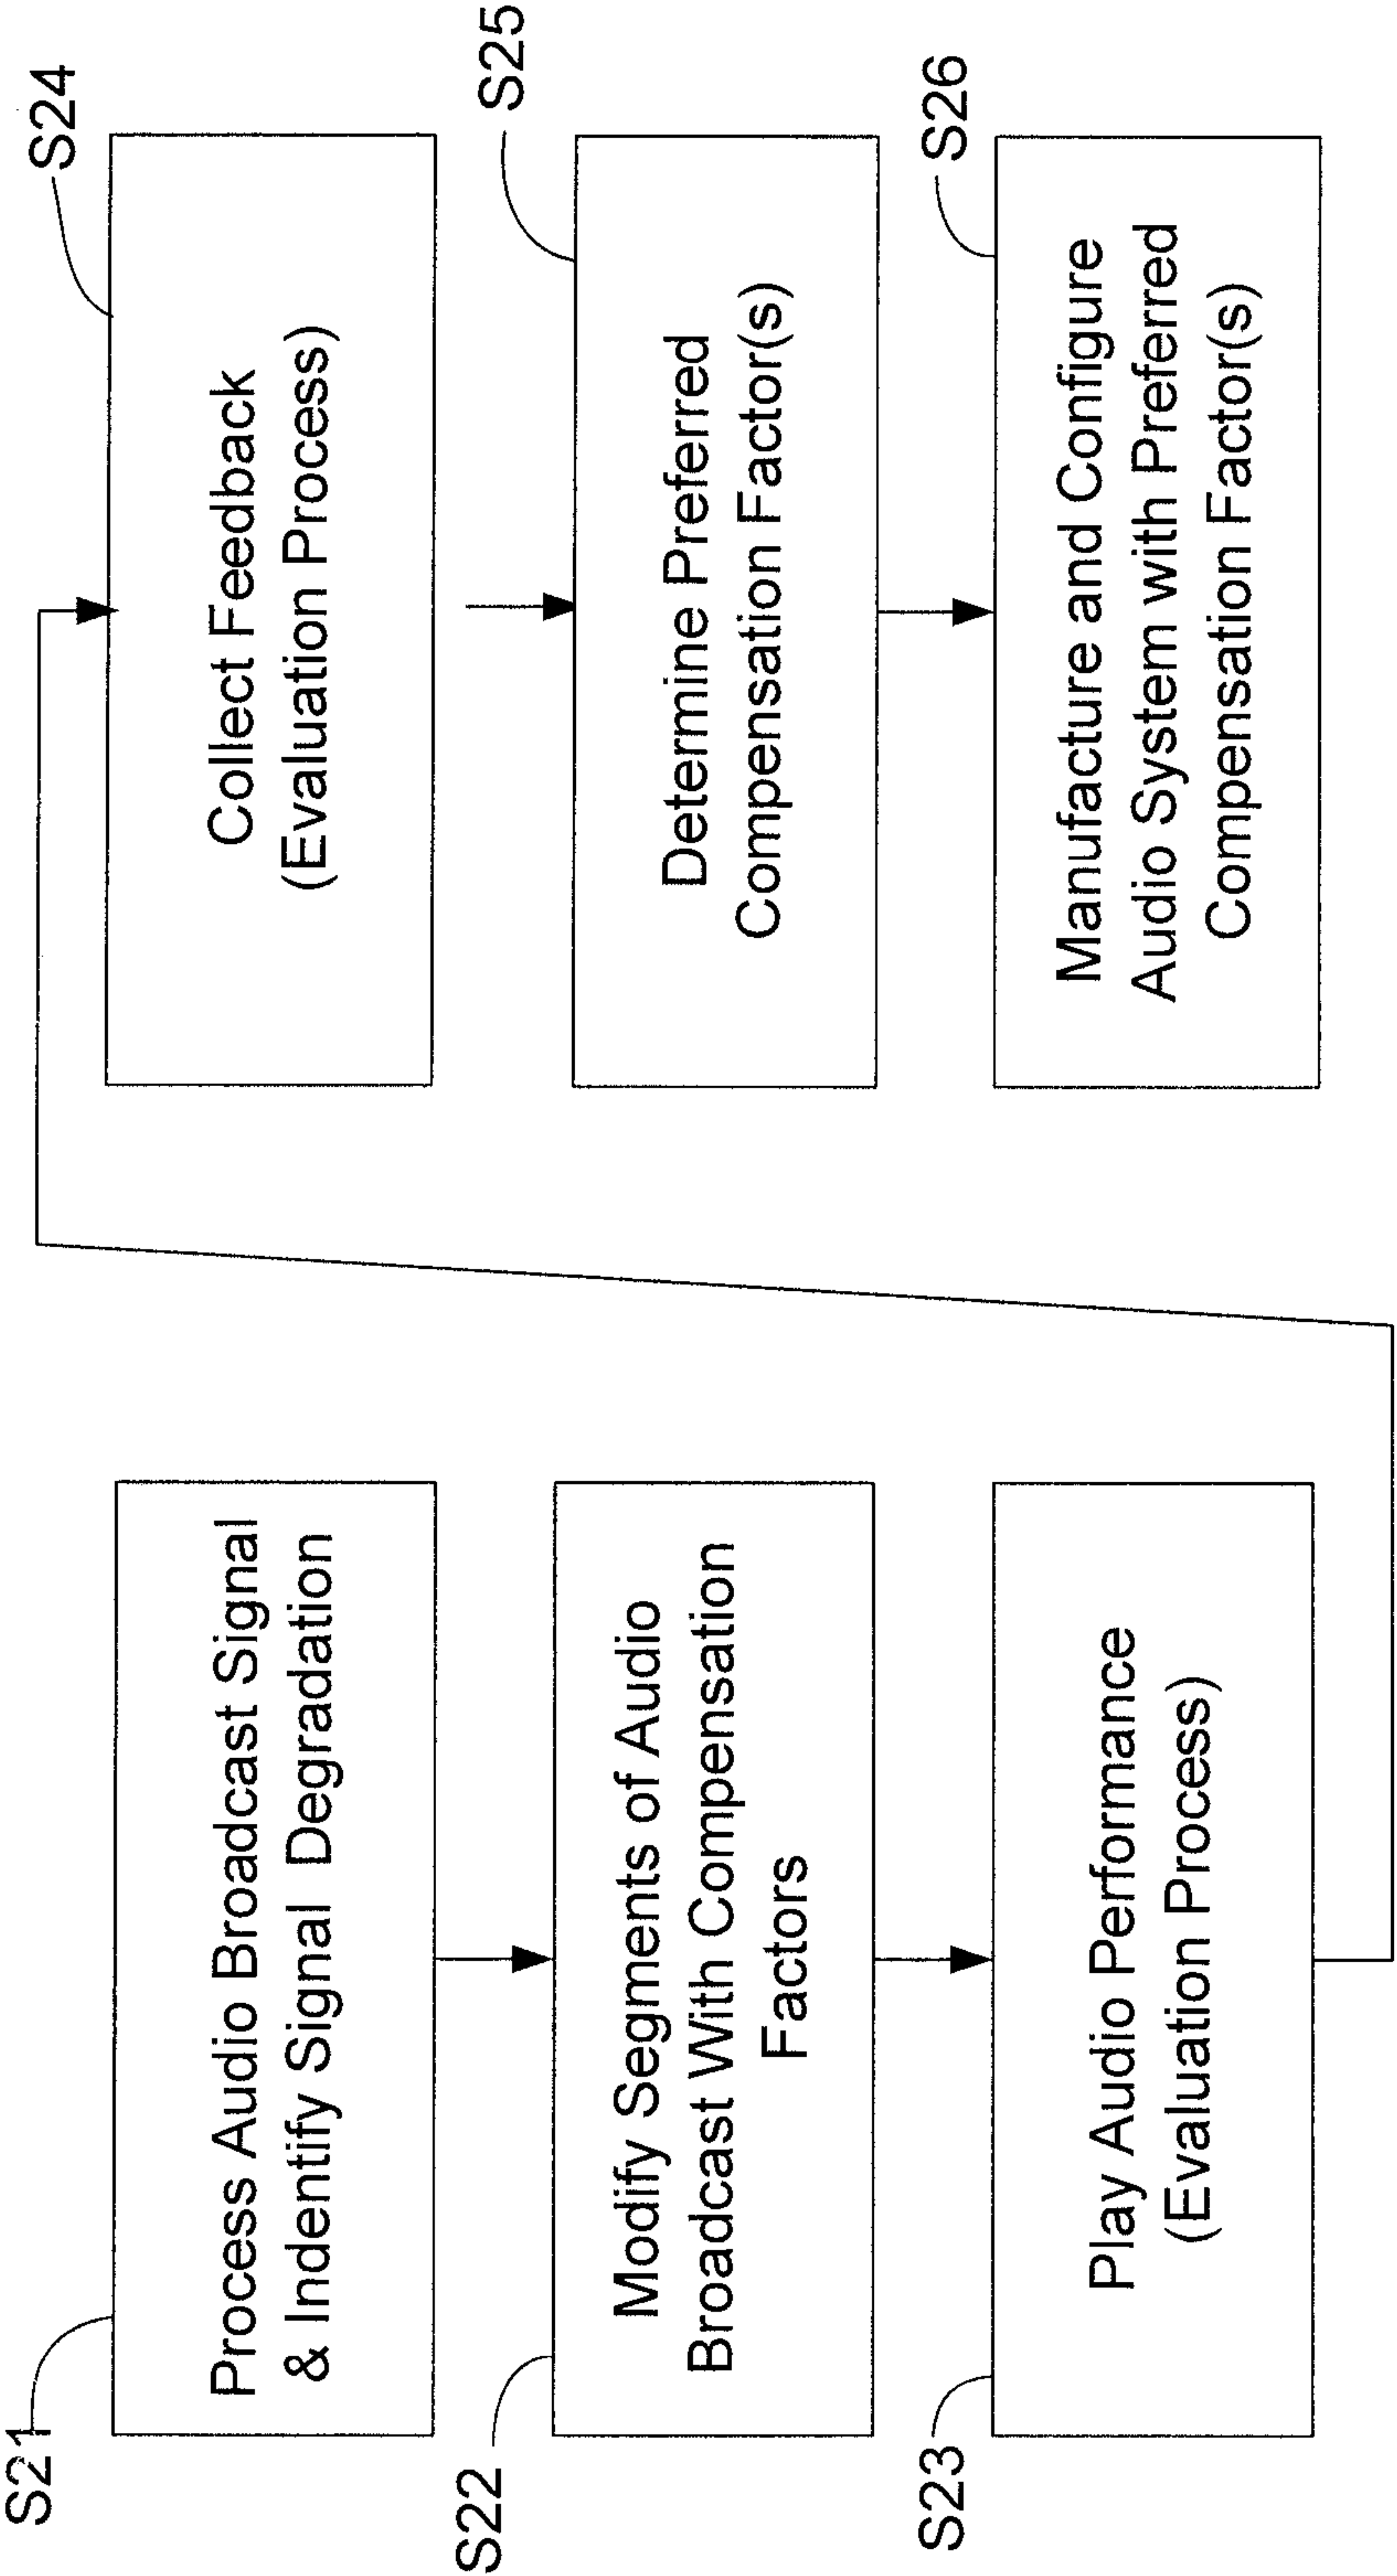 S21
Process Audio Broadcast Signal
& Indentify Signal Degradation
S22
Modify Segments of Audio
Broadcast With Compensation
Factors
S23
Play Audio Performance
(Evaluation Process)
S24
Collect Feedback
(Evaluation Process)
S25
Determine Preferred
Compensation Factor(s)
S26
Manufacture and Configure
Audio System with Preferred
Compensation Factor(s)